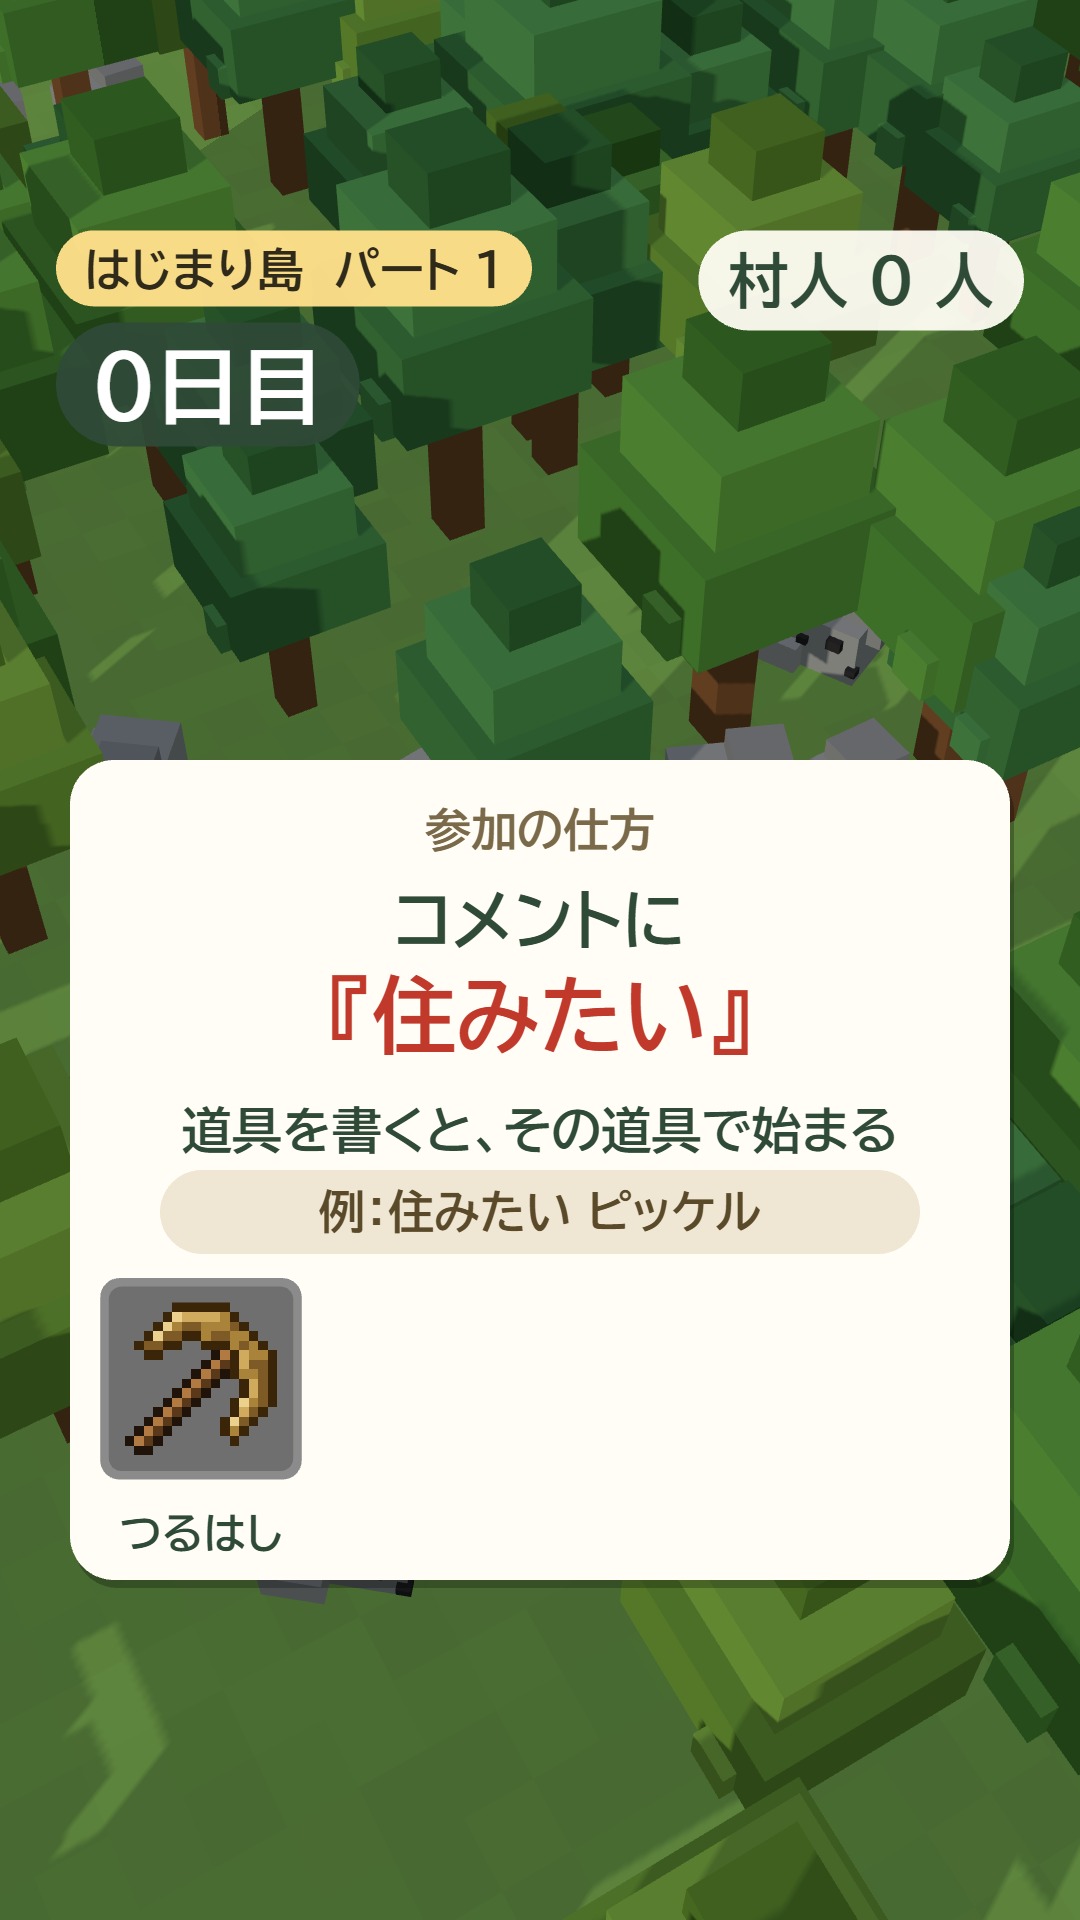 はじまり島 パート 1
村人 0 人
0日目
参加の仕方
コメントに
『住みたい』
道具を書くと、その道具で始まる
例：住みたい ピッケル
つるはし